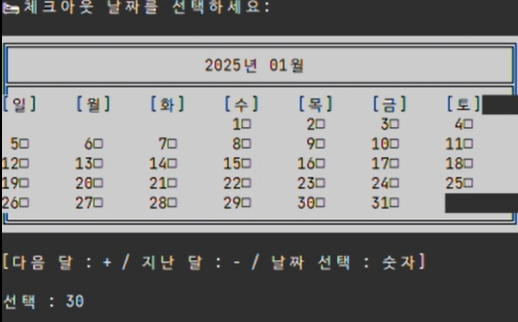 체크아웃 날짜를 선택하세요:
2025년 01월
[일] [월] [화] [수] [목] [금] [토]
1□ 2□ 3□ 4□
5□ 6□ 7□ 8□ 9□ 10□ 11□
12□ 13□ 14□ 15□ 16□ 17□ 18□
19□ 20□ 21□ 22□ 23□ 24□ 25□
26□ 27□ 28□ 29□ 30□ 31□
[다음 달 : + / 지난 달 : - / 날짜 선택 : 숫자]
선택 : 30